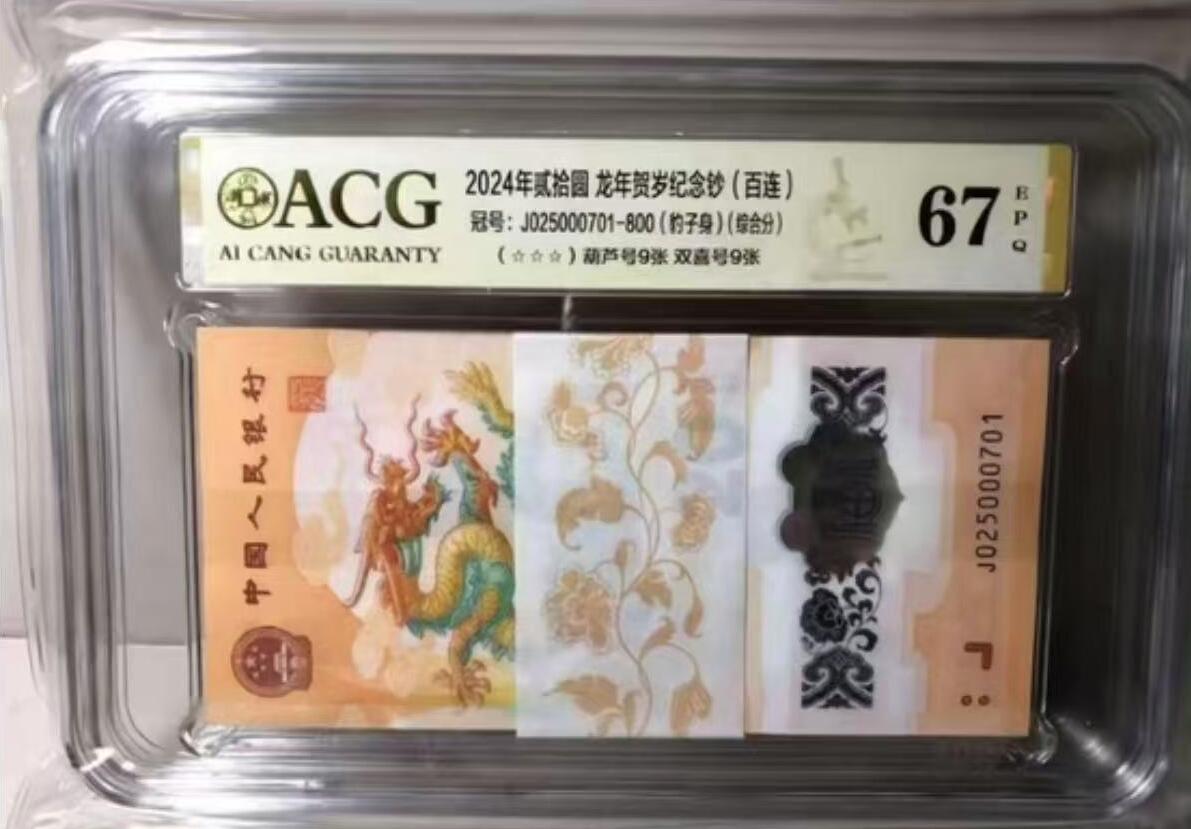 ACG
AI CANG GUARANTY
2024年贰拾圆 龙年贺岁纪念钞（百连）
冠号：J025000701-800（豹子身）（综合分）
（☆☆☆）葫芦号9张 双喜号9张
67
EPQ
中国人民银行
J025000701